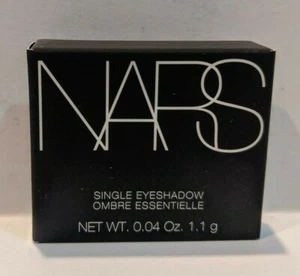 NARS
SINGLE EYESHADOW
OMBRE ESSENTIELLE
NET WT. 0.04 Oz. 1.1 g